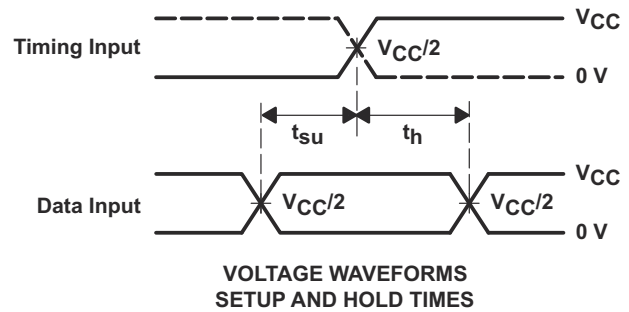 Timing Input
VCC
VCC/2
0 V
tsu
th
Data Input
VCC
VCC/2
VCC/2
0 V
VOLTAGE WAVEFORMS
SETUP AND HOLD TIMES